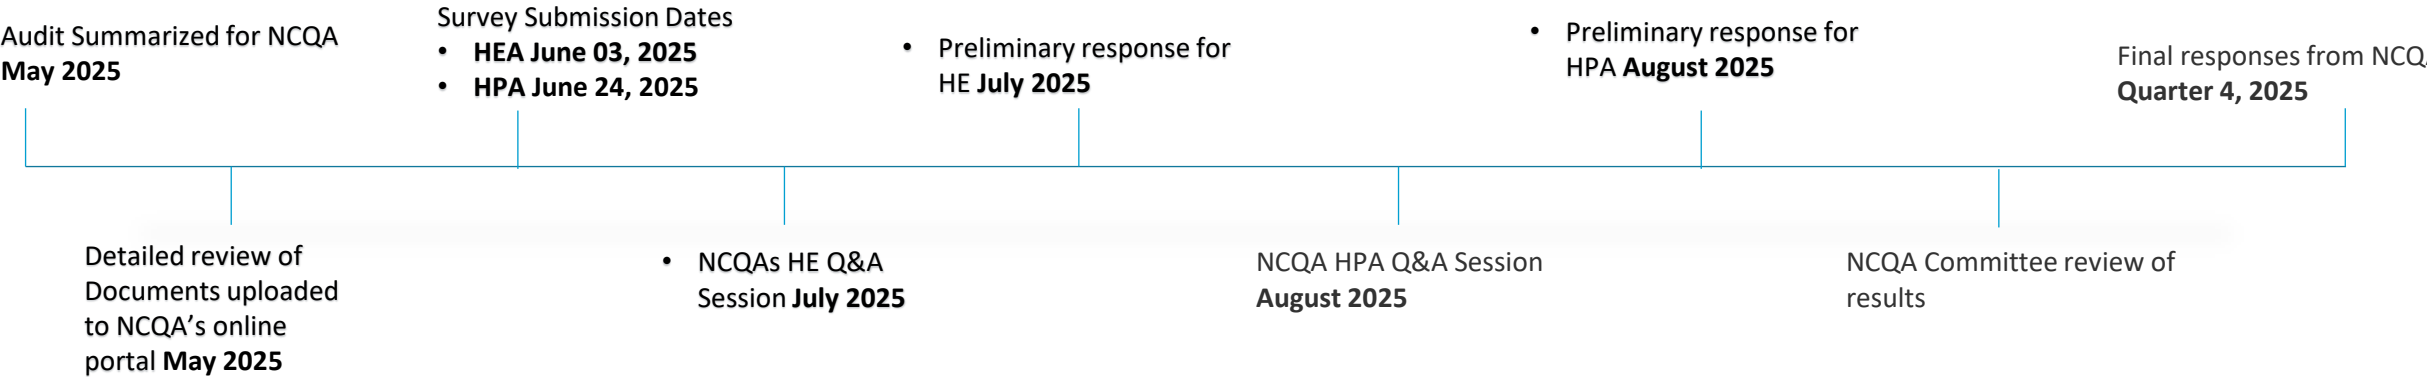 Audit Summarized for NCQA
May 2025
Survey Submission Dates
• HEA June 03, 2025
• HPA June 24, 2025
• Preliminary response for
HE July 2025
• Preliminary response for
HPA August 2025
Final responses from NCQA
Quarter 4, 2025
Detailed review of
Documents uploaded
to NCQA’s online
portal May 2025
• NCQAs HE Q&A
Session July 2025
NCQA HPA Q&A Session
August 2025
NCQA Committee review of
results